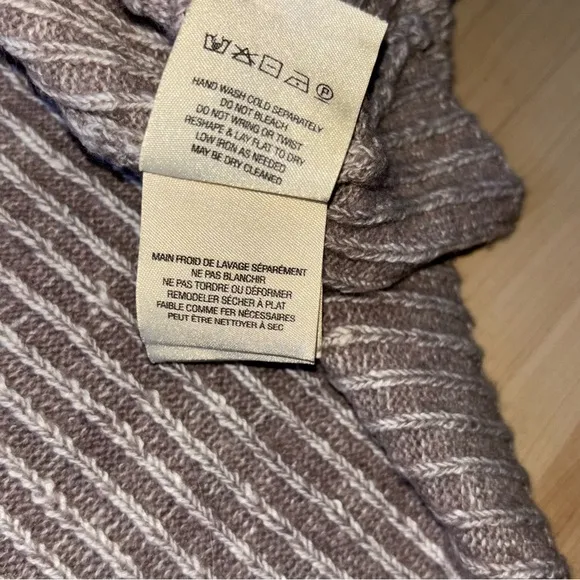 P
HAND WASH COLD SEPARATELY
DO NOT BLEACH
DO NOT WRING OR TWIST
RESHAPE & LAY FLAT TO DRY
LOW IRON AS NEEDED
MAY BE DRY CLEANED
MAIN FROID DE LAVAGE SÉPARÉMENT
NE PAS BLANCHIR
NE PAS TORDRE OU DÉFORMER
REMODELER SÉCHER À PLAT
FAIBLE COMME FER NÉCESSAIRES
PEUT ÊTRE NETTOYER À SEC